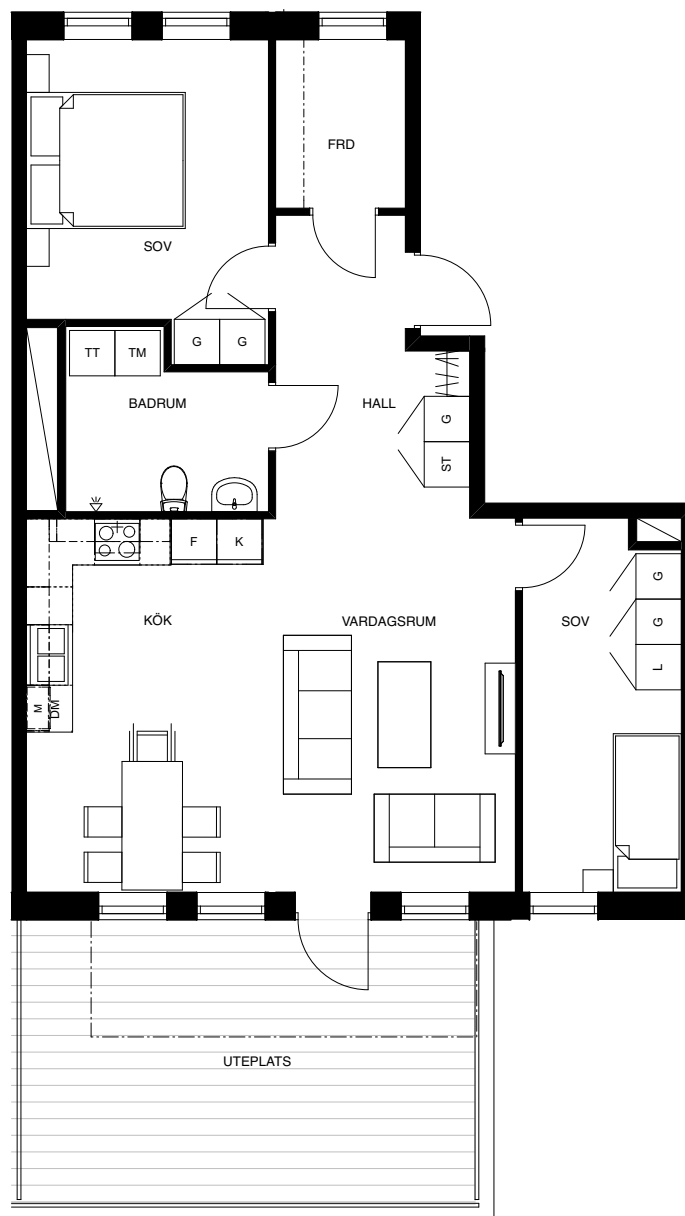 FRD
SOV
TT TM G G
BADRUM
HALL
G
ST
F K
KÖK
VARDAGSRUM
SOV
G
G
L
M
DM
UTEPLATS